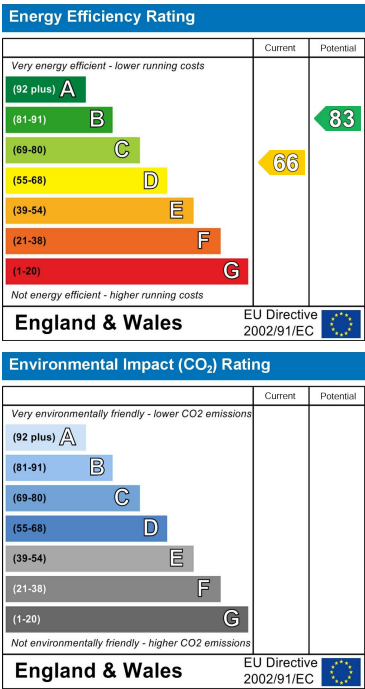 Energy Efficiency Rating
Current Potential
Very energy efficient - lower running costs
(92 plus) A
(81-91) B
83
(69-80) C
66
(55-68) D
(39-54) E
(21-38) F
(1-20) G
Not energy efficient - higher running costs
England & Wales
EU Directive
2002/91/EC
Environmental Impact (CO₂) Rating
Current Potential
Very environmentally friendly - lower CO2 emissions
(92 plus) A
(81-91) B
(69-80) C
(55-68) D
(39-54) E
(21-38) F
(1-20) G
Not environmentally friendly - higher CO2 emissions
England & Wales
EU Directive
2002/91/EC